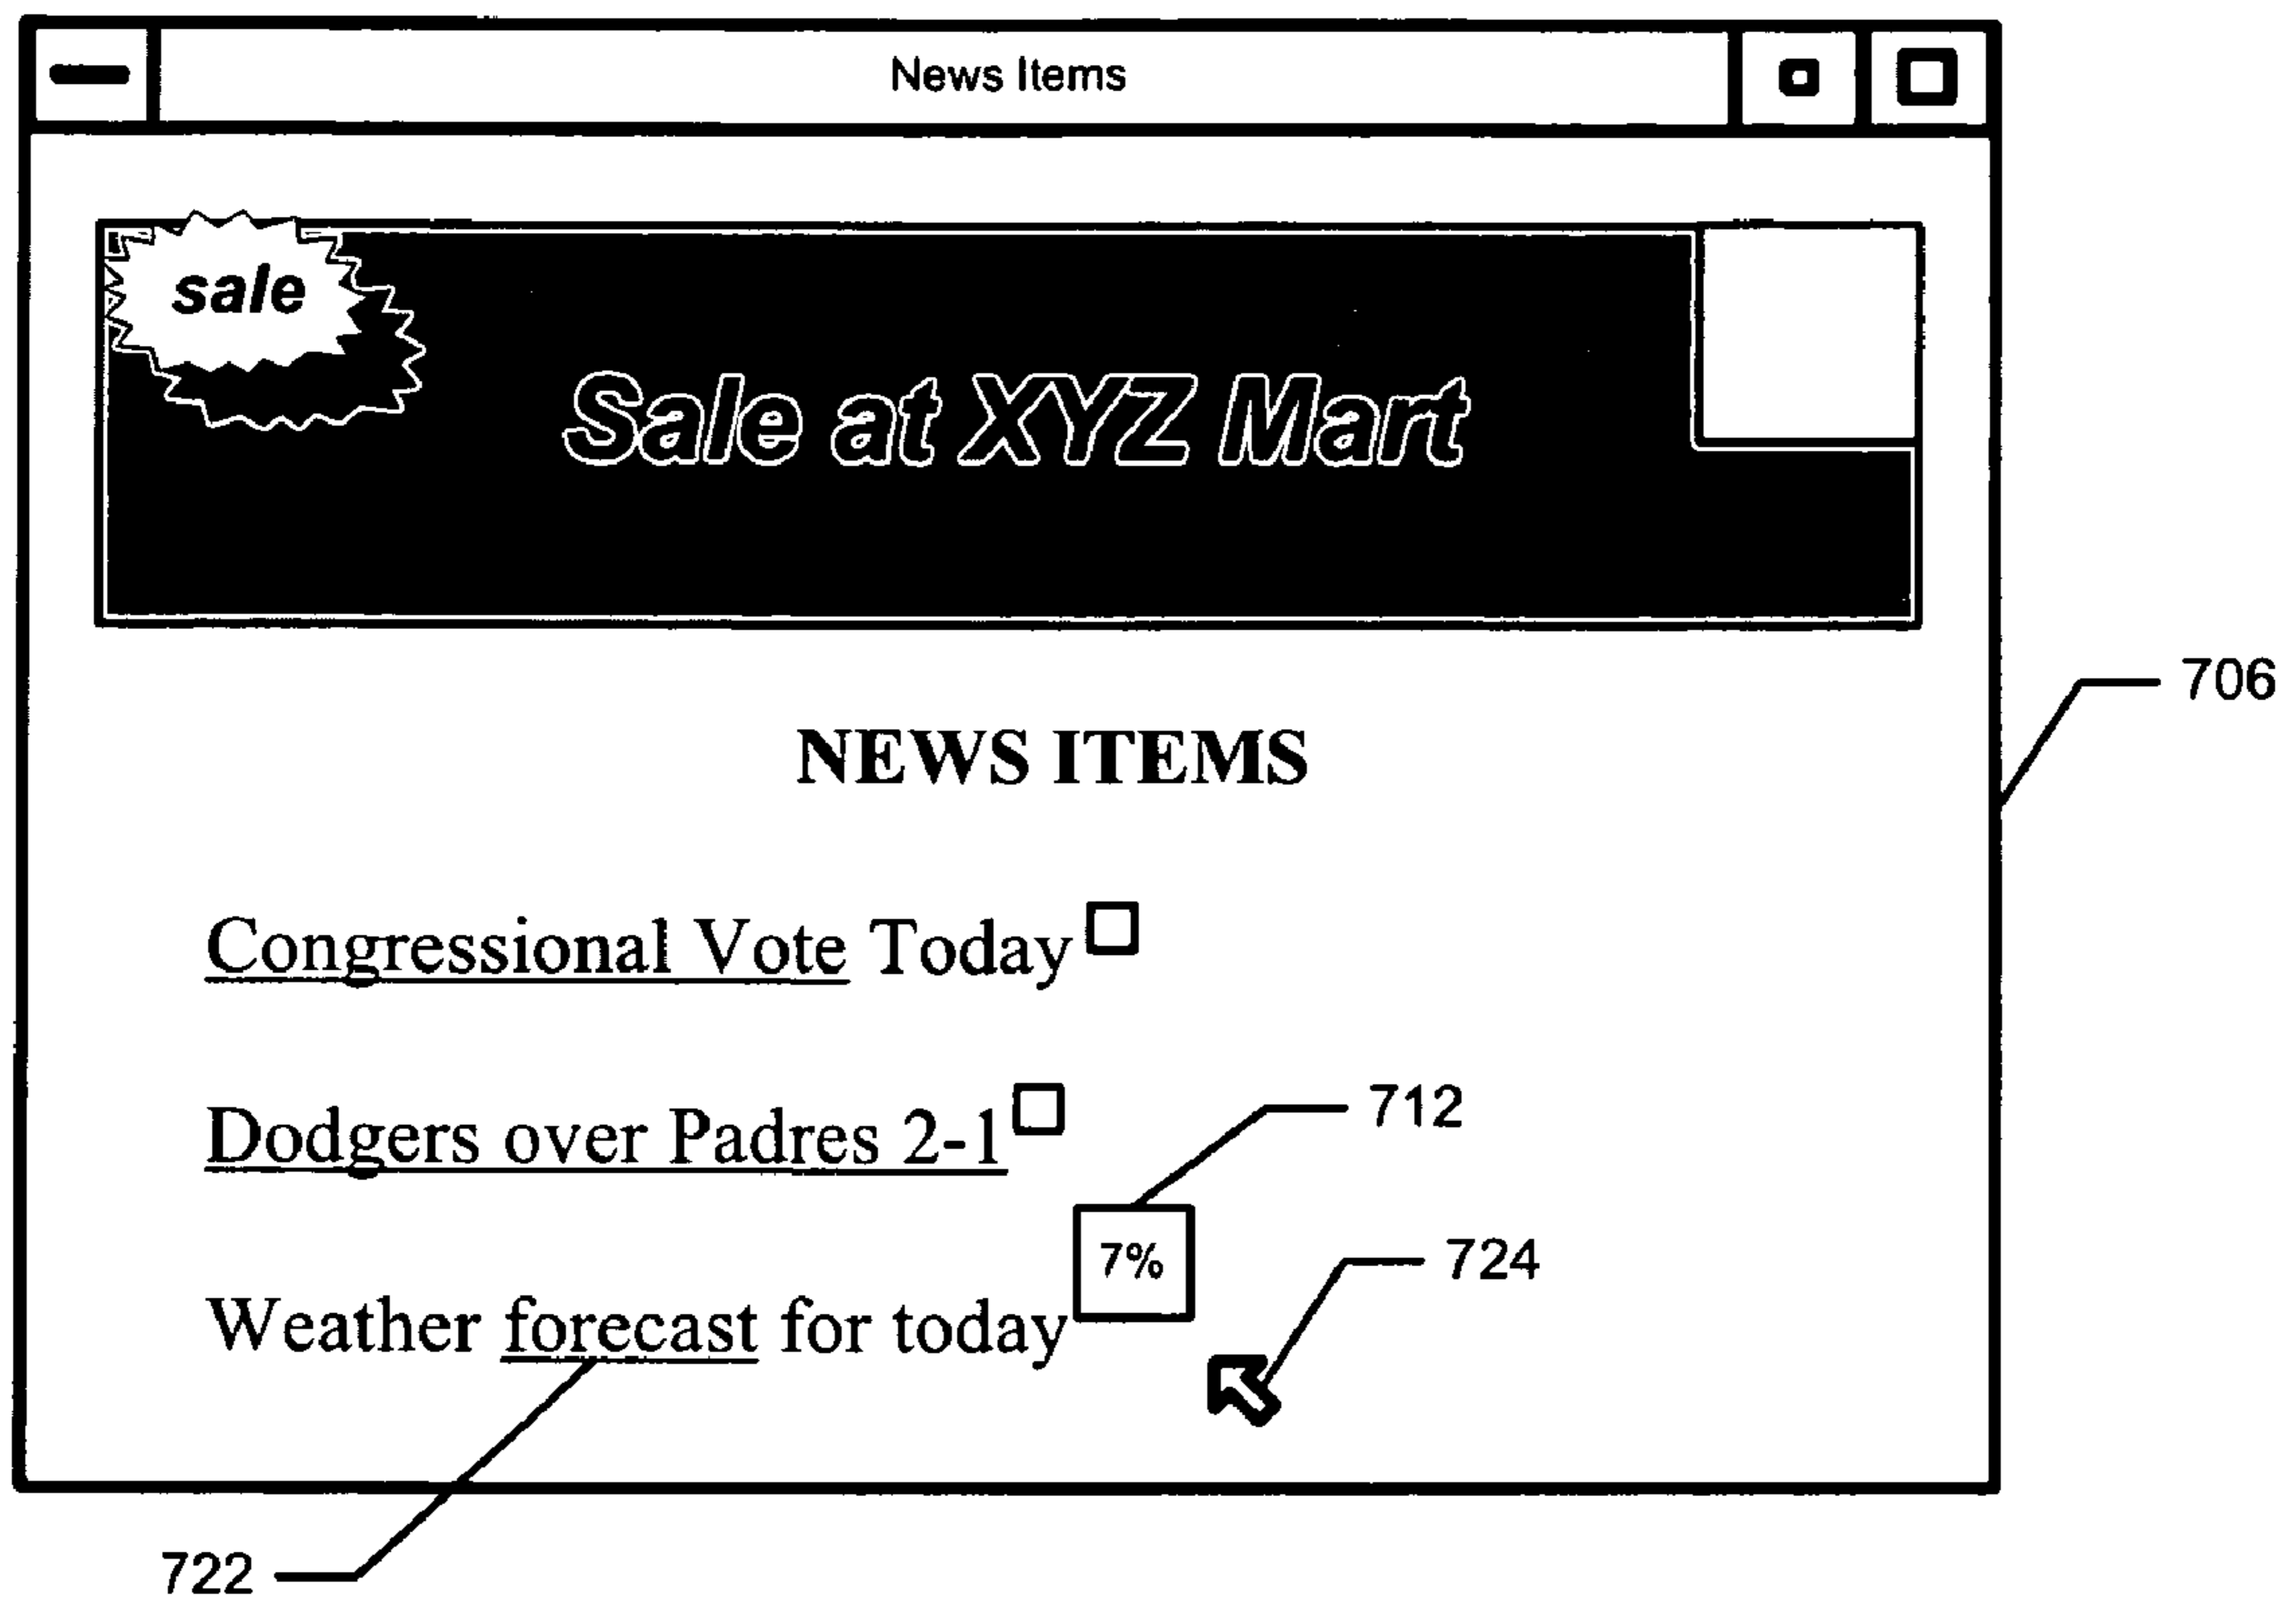 News Items
sale
Sale at XYZ Mart
706
NEWS ITEMS
Congressional Vote Today
Dodgers over Padres 2-1
712
7%
724
Weather forecast for today
722